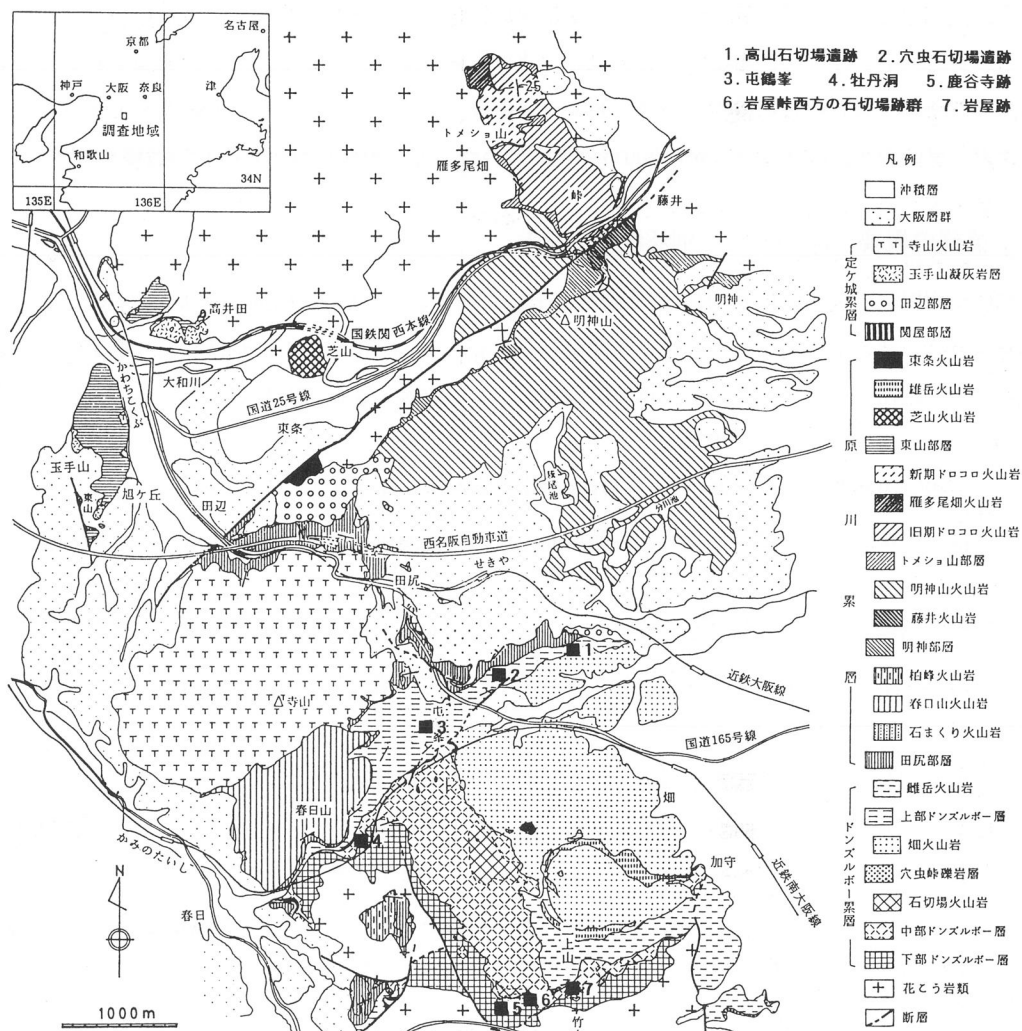 名古屋
京都
神戸
大阪
奈良
津
調査地域
和歌山
34N
135E
136E
1.高山石切場遺跡 2.穴虫石切場遺跡
3.屯鶴峯 4.牡丹洞 5.鹿谷寺跡
6.岩屋峠西方の石切場跡群 7.岩屋跡
凡例
沖積層
大阪層群
定ケ城累層
寺山火山岩
玉手山凝灰岩層
田辺部層
関屋部層
原川累層
東条火山岩
雄岳火山岩
芝山火山岩
東山部層
新期ドロコロ火山岩
雁多尾畑火山岩
旧期ドロコロ火山岩
トメショ山部層
明神山火山岩
藤井火山岩
明神部層
柏峰火山岩
春日山火山岩
石まくり火山岩
田尻部層
ドンズルボー累層
雌岳火山岩
上部ドンズルボー層
畑火山岩
穴虫峠礫岩層
石切場火山岩
中部ドンズルボー層
下部ドンズルボー層
花こう岩類
断層
トメショ山
雁多尾畑
峠
藤井
明神
△明神山
高井田
国鉄関西本線
芝山
かわちこくぶ
大和川
国道25号線
東条
玉手山
東山
旭ケ丘
田辺
分川池
西名阪自動車道
せきや
田尻
1
2
近鉄大阪線
△寺山
屯鶴峯
3
国道165号線
畑
春日山
4
加守
かみのたいし
近鉄南大阪線
N
春日
二上山
7
6
5
竹
1000m